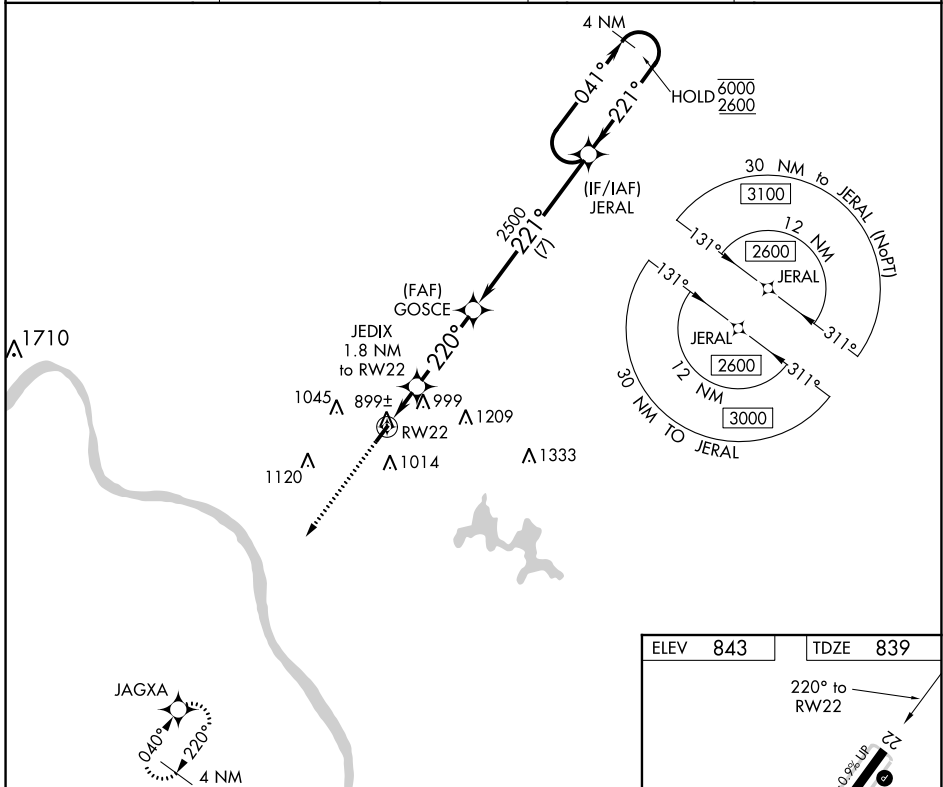 4 NM
041°
221°
HOLD 6000
2600
(IF/IAF)
JERAL
2500
221°
(7)
30 NM to JERAL (NoPT)
3100
12 NM
2600
131°
JERAL
311°
131°
JERAL
2600
311°
12 NM
3000
30 NM TO JERAL
(FAF)
GOSCE
220°
JEDIX
1.8 NM
to RW22
1710
1045
899±
999
1209
RW22
1120
1014
1333
JAGXA
040°
220°
4 NM
ELEV 843
TDZE 839
220° to
RW22
22
0.9% UP
P